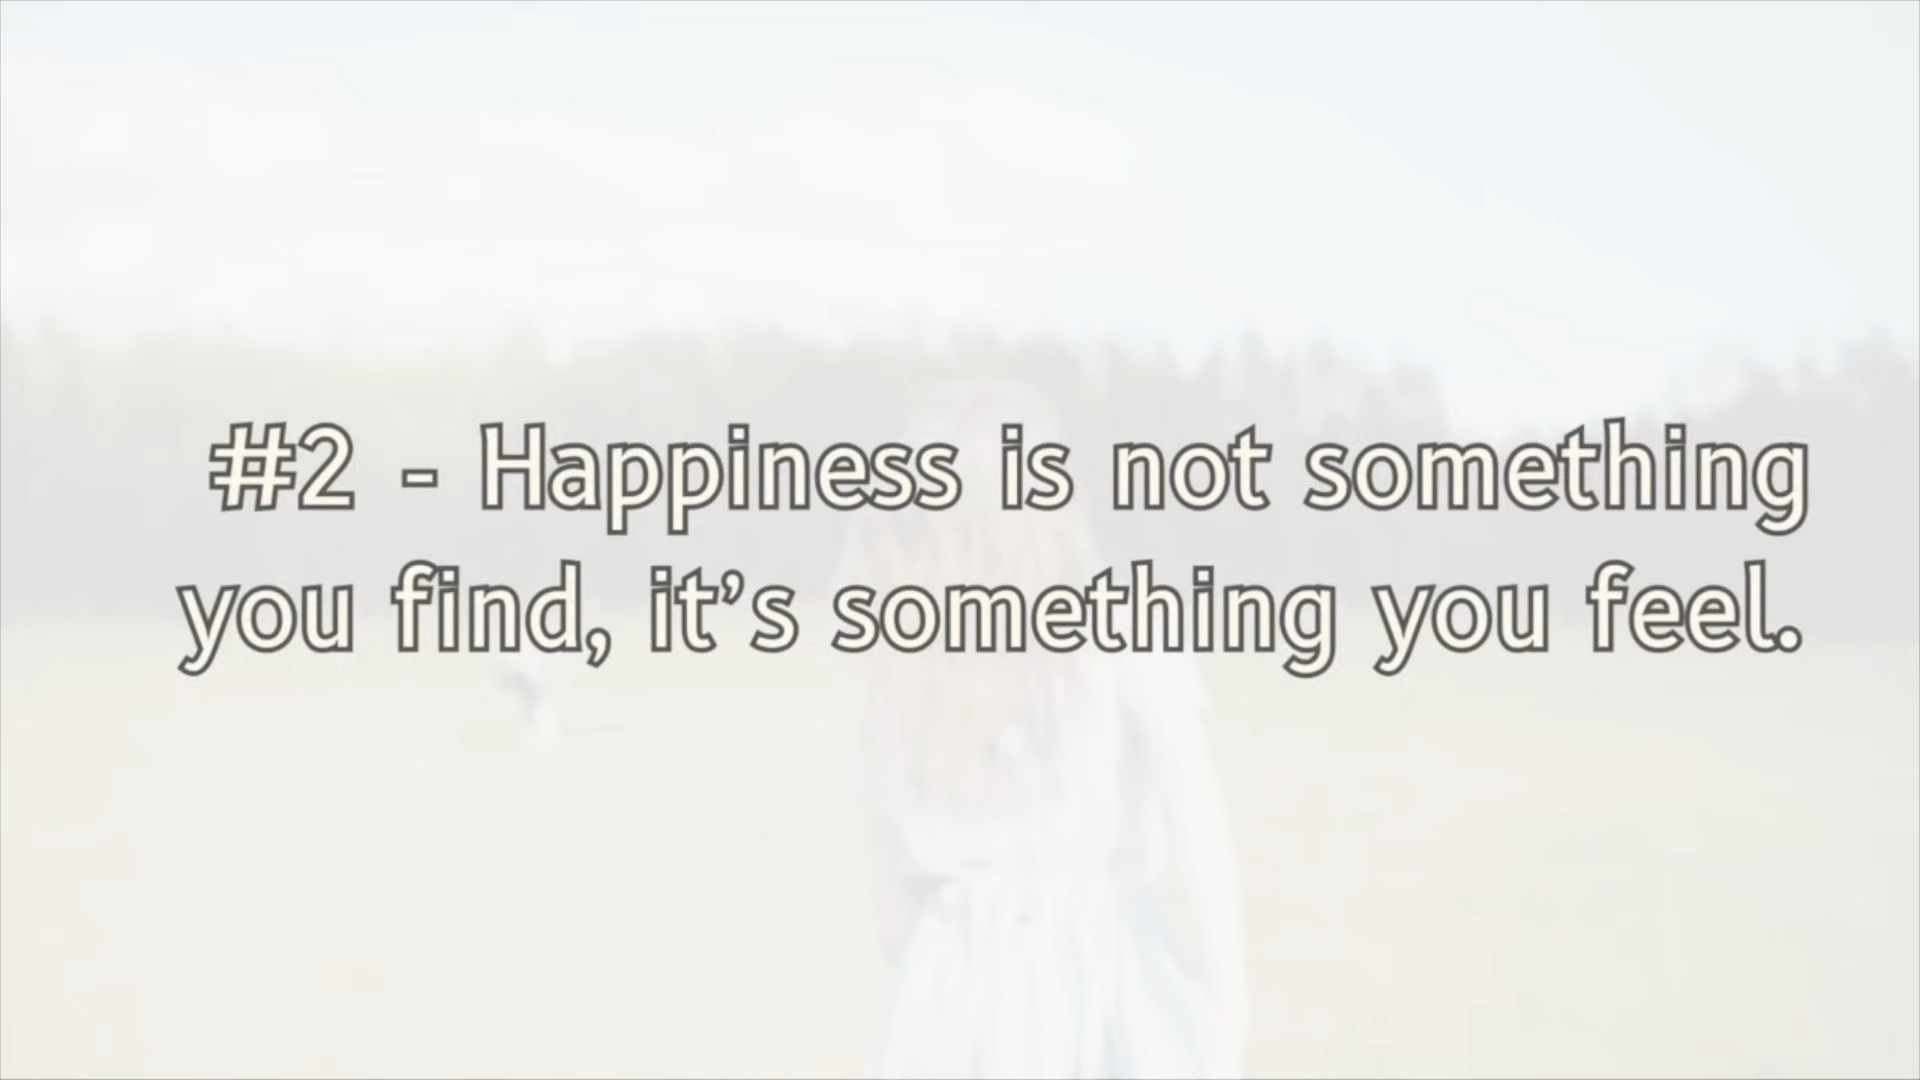 #2 - Happiness is not something
you find, it’s something you feel.